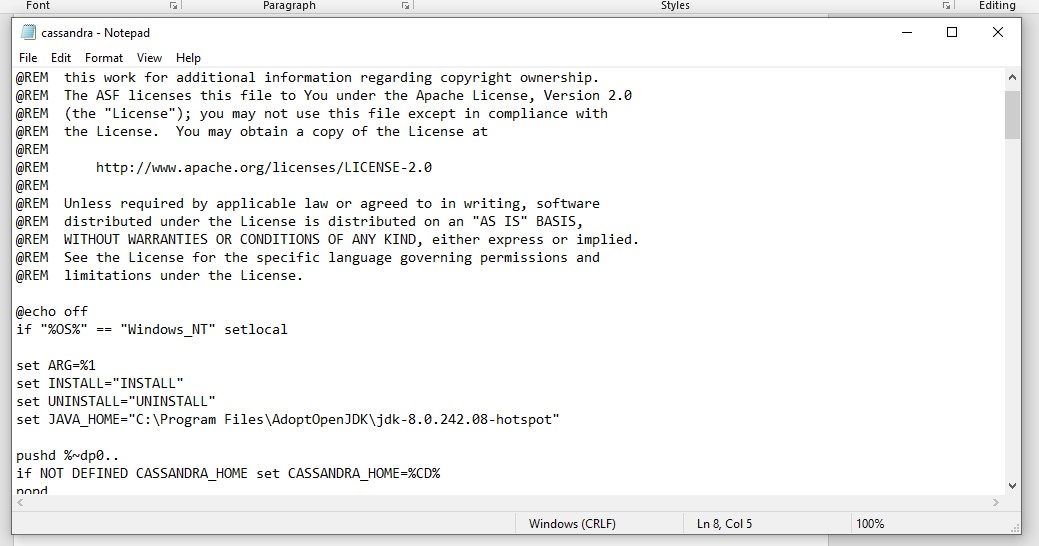 Font Paragraph Styles Editing
cassandra - Notepad
File Edit Format View Help
@REM  this work for additional information regarding copyright ownership.
@REM  The ASF licenses this file to You under the Apache License, Version 2.0
@REM  (the "License"); you may not use this file except in compliance with
@REM  the License.  You may obtain a copy of the License at
@REM
@REM      http://www.apache.org/licenses/LICENSE-2.0
@REM
@REM  Unless required by applicable law or agreed to in writing, software
@REM  distributed under the License is distributed on an "AS IS" BASIS,
@REM  WITHOUT WARRANTIES OR CONDITIONS OF ANY KIND, either express or implied.
@REM  See the License for the specific language governing permissions and
@REM  limitations under the License.
@echo off
if "%OS%" == "Windows_NT" setlocal
set ARG=%1
set INSTALL="INSTALL"
set UNINSTALL="UNINSTALL"
set JAVA_HOME="C:\Program Files\AdoptOpenJDK\jdk-8.0.242.08-hotspot"
pushd %~dp0..
if NOT DEFINED CASSANDRA_HOME set CASSANDRA_HOME=%CD%
popd
Windows (CRLF) Ln 8, Col 5 100%